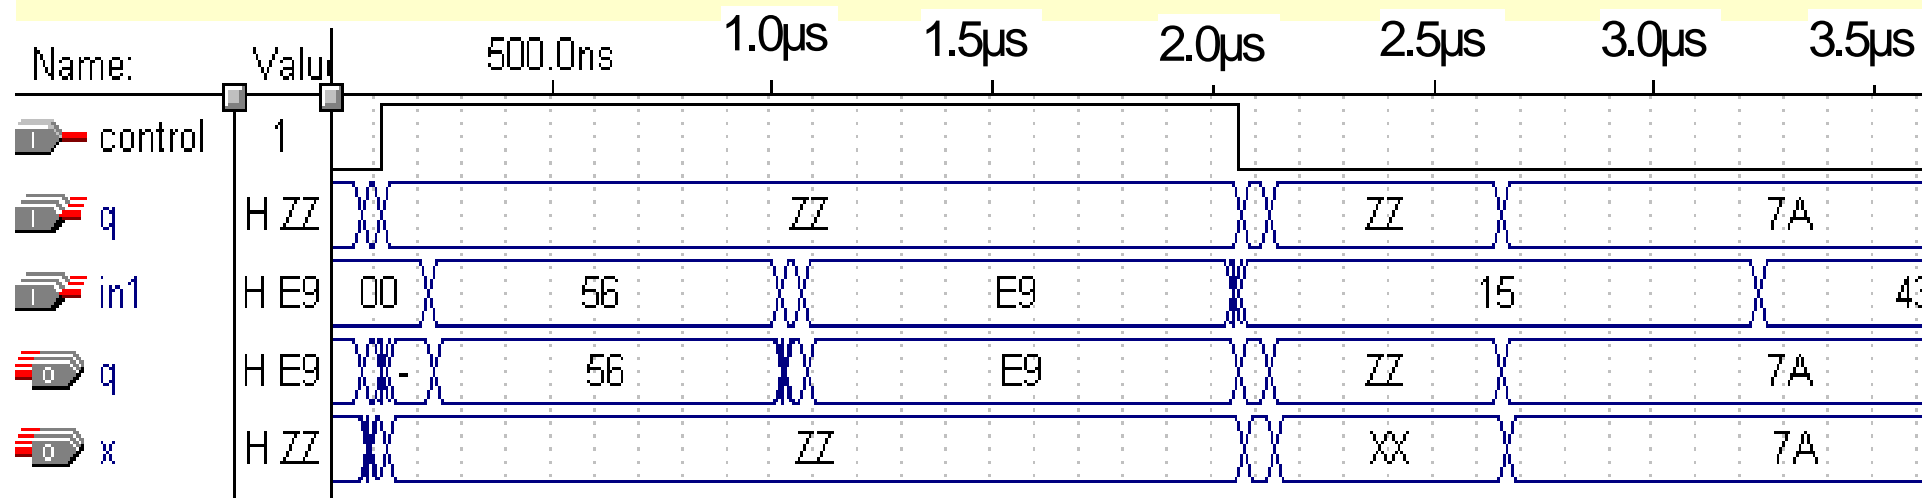 Name: Valu 500.0ns 1.0µs 1.5µs 2.0µs 2.5µs 3.0µs 3.5µs
I control 1
I q H ZZ ZZ ZZ 7A
I in1 H E9 00 56 E9 15 43
O q H E9 - 56 E9 ZZ 7A
O x H ZZ ZZ XX 7A